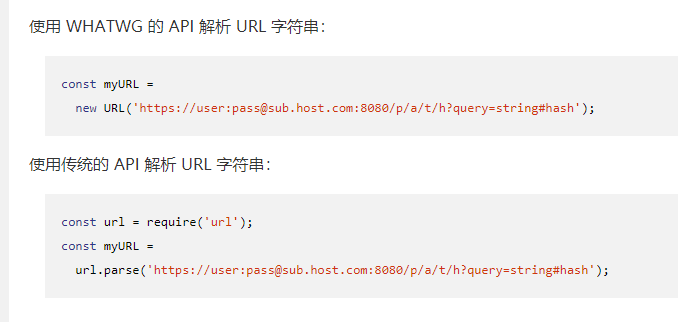 使用 WHATWG 的 API 解析 URL 字符串：
const myURL =
  new URL('https://user:pass@sub.host.com:8080/p/a/t/h?query=string#hash');
使用传统的 API 解析 URL 字符串：
const url = require('url');
const myURL =
  url.parse('https://user:pass@sub.host.com:8080/p/a/t/h?query=string#hash');